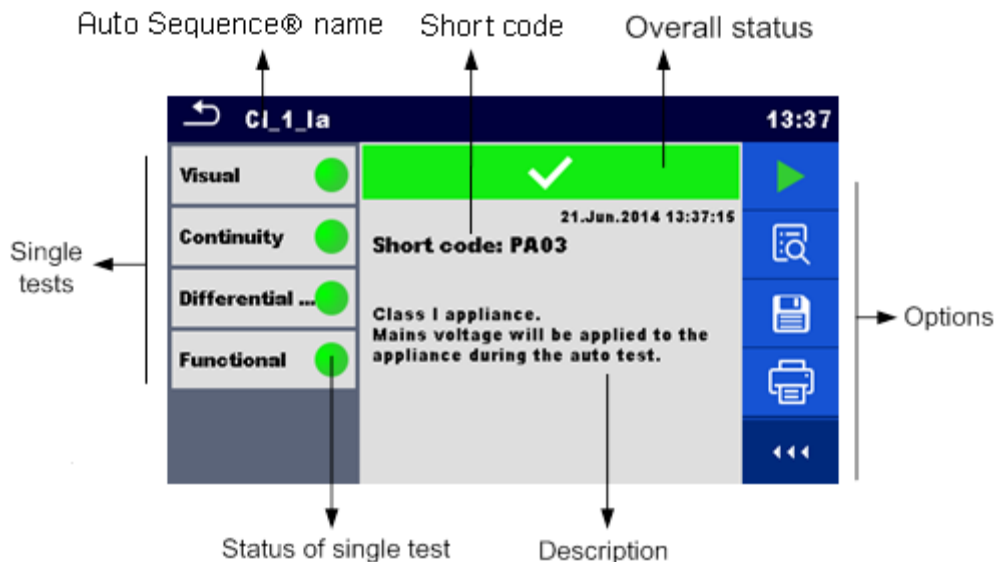 Auto Sequence® name Short code Overall status
Cl_1_Ia 13:37
Visual
21.Jun.2014 13:37:15
Continuity
Short code: PA03
Single
tests
Differential ...
Class I appliance.
Mains voltage will be applied to the
appliance during the auto test.
Options
Functional
Status of single test Description